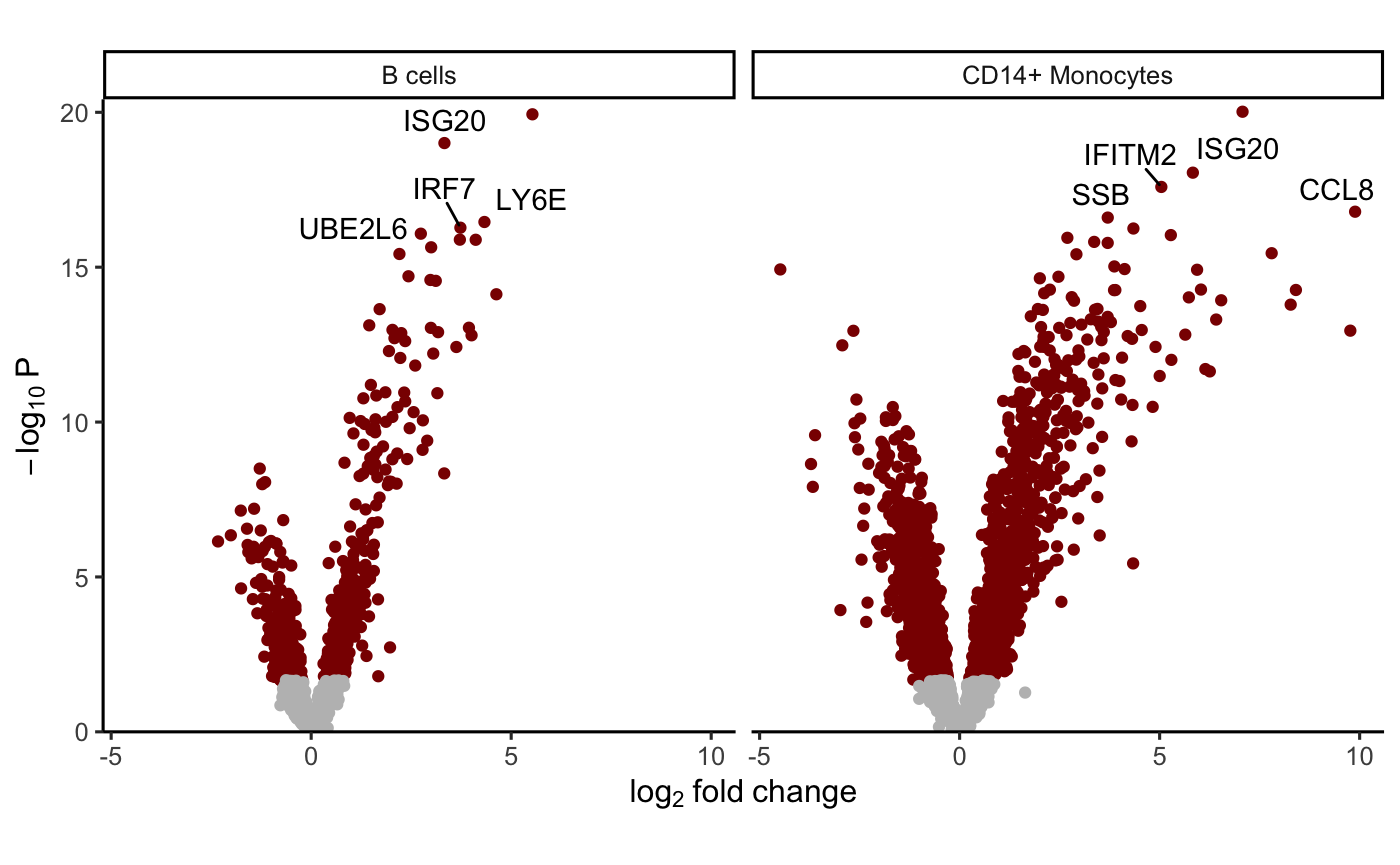 B cells
CD14+ Monocytes
20
15
10
5
0
−log10 P
ISG20
IRF7
LY6E
UBE2L6
IFITM2
ISG20
SSB
CCL8
-5
0
5
10
-5
0
5
10
log2 fold change